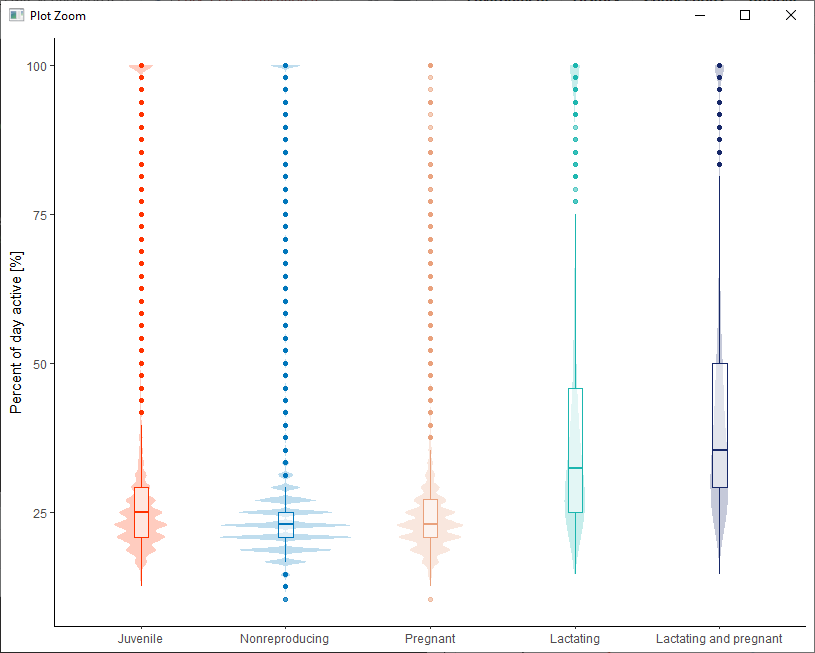 Plot Zoom
100
75
50
25
Percent of day active [%]
Juvenile
Nonreproducing
Pregnant
Lactating
Lactating and pregnant